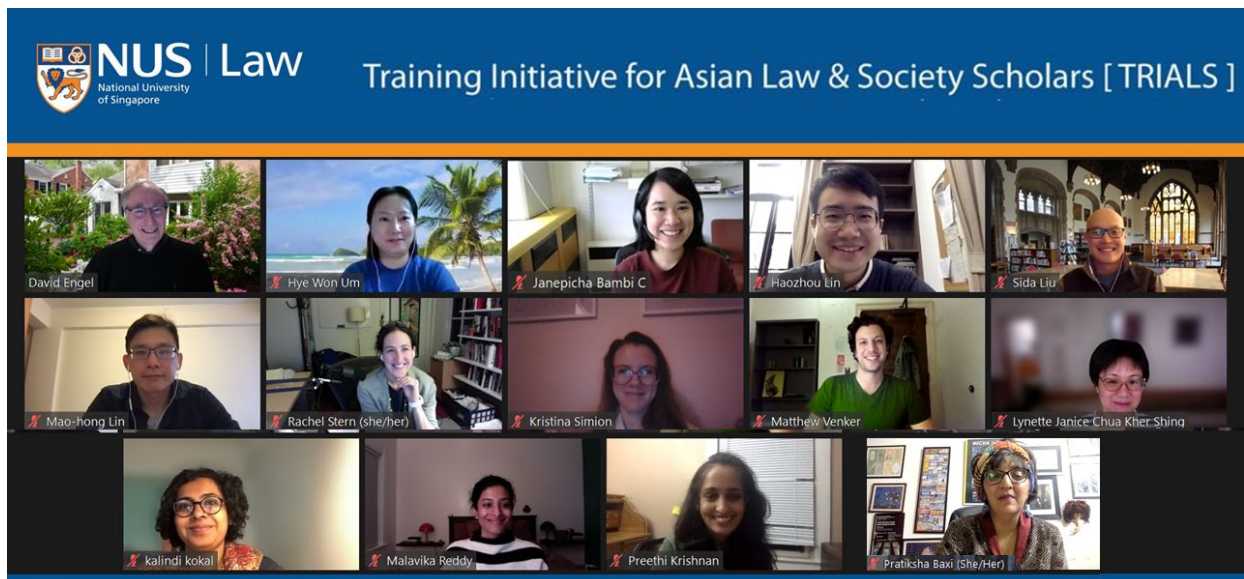 NUS | Law
National University
of Singapore
Training Initiative for Asian Law & Society Scholars [ TRIALS ]
David Engel
Hye Won Um
Janepicha Bambi C
Haozhou Lin
Sida Liu
Mao-hong Lin
Rachel Stern (she/her)
Kristina Simion
Matthew Venker
Lynette Janice Chua Kher Shing
kalindi kokal
Malavika Reddy
Preethi Krishnan
Pratiksha Baxi (She/Her)